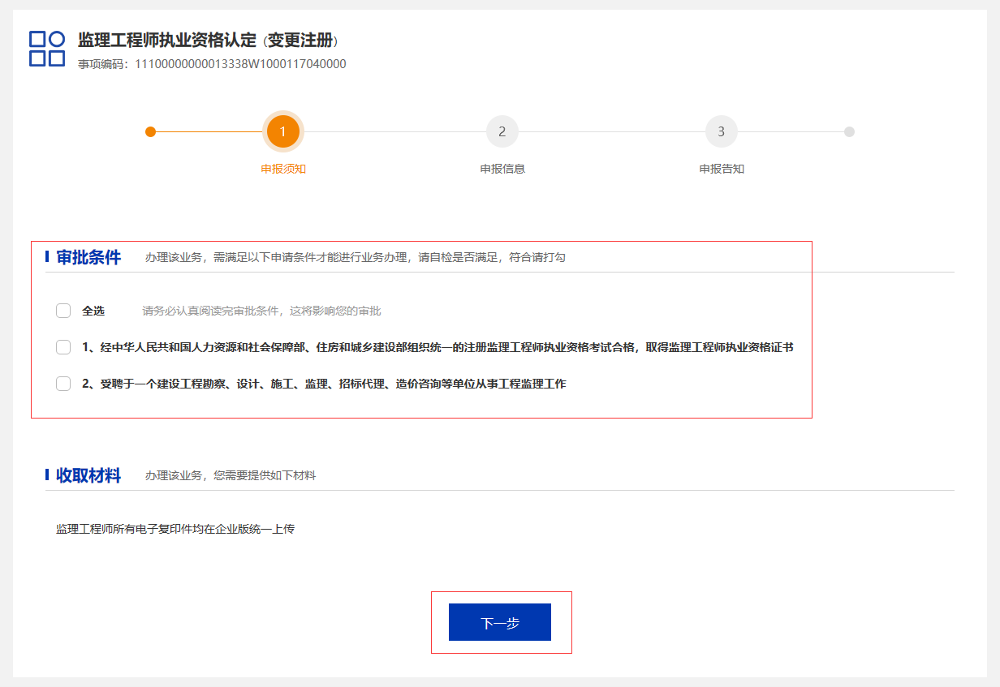 监理工程师执业资格认定（变更注册）
事项编码：11100000000013338W1000117040000
1
2
3
申报须知
申报信息
申报告知
审批条件 办理该业务，需满足以下申请条件才能进行业务办理，请自检是否满足，符合请打勾
全选 请务必认真阅读完审批条件，这将影响您的审批
1、经中华人民共和国人力资源和社会保障部、住房和城乡建设部组织统一的注册监理工程师执业资格考试合格，取得监理工程师执业资格证书
2、受聘于一个建设工程勘察、设计、施工、监理、招标代理、造价咨询等单位从事工程监理工作
收取材料 办理该业务，您需要提供如下材料
监理工程师所有电子复印件均在企业版统一上传
下一步